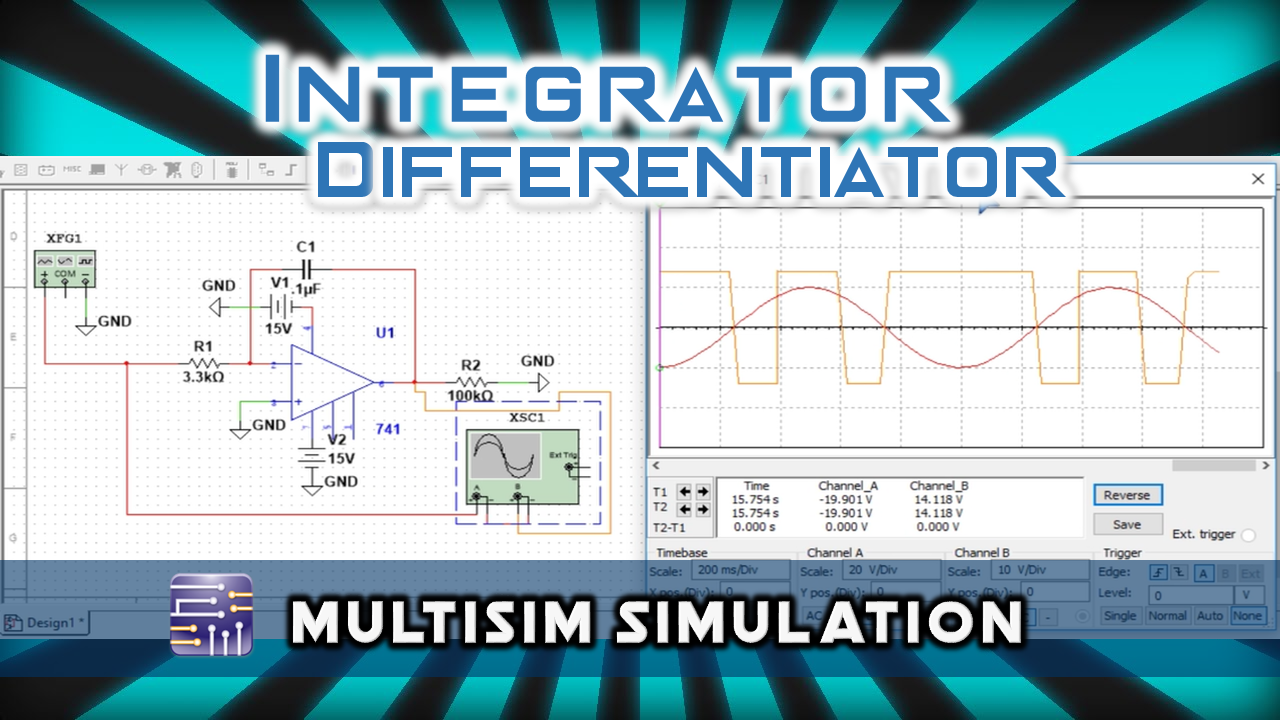 INTEGRATOR
DIFFERENTIATOR
MISC
XFG1
COM
GND
C1
.1µF
GND
V1
15V
U1
R1
3.3kΩ
R2
100kΩ
GND
GND
741
V2
15V
GND
XSC1
Ext Trig
A
B
D
E
F
G
T1
T2
T2-T1
Time Channel_A Channel_B
15.754 s -19.901 V 14.118 V
15.754 s -19.901 V 14.118 V
0.000 s 0.000 V 0.000 V
Reverse
Save
Ext. trigger
Timebase
Scale: 200 ms/Div
X pos.(Div): 0
Channel A
Scale: 20 V/Div
Y pos.(Div): 0
AC
Channel B
Scale: 10 V/Div
Y pos.(Div): 0
Trigger
Edge: A B Ext
Level: 0 V
Single Normal Auto None
Design1 *
MULTISIM SIMULATION